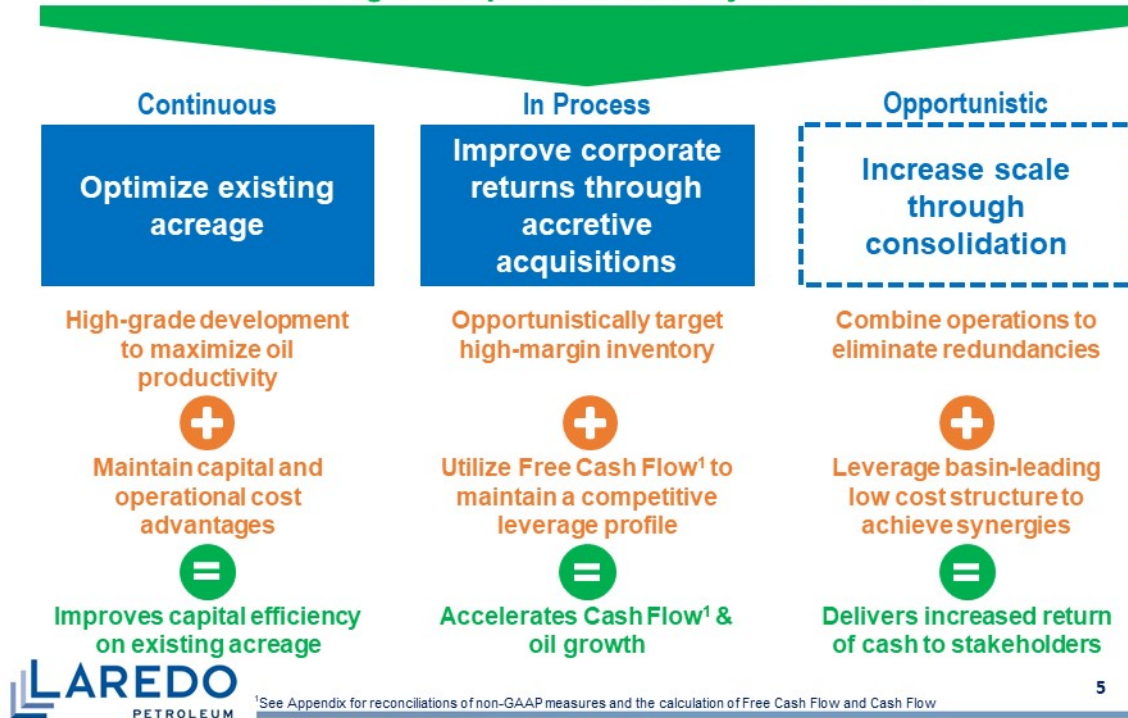 Continuous
Optimize existing
acreage
High-grade development
to maximize oil
productivity
Maintain capital and
operational cost
advantages
Improves capital efficiency
on existing acreage
In Process
Improve corporate
returns through
accretive
acquisitions
Opportunistically target
high-margin inventory
Utilize Free Cash Flow¹ to
maintain a competitive
leverage profile
Accelerates Cash Flow¹ &
oil growth
Opportunistic
Increase scale
through
consolidation
Combine operations to
eliminate redundancies
Leverage basin-leading
low cost structure to
achieve synergies
Delivers increased return
of cash to stakeholders
LAREDO
PETROLEUM
¹See Appendix for reconciliations of non-GAAP measures and the calculation of Free Cash Flow and Cash Flow
5